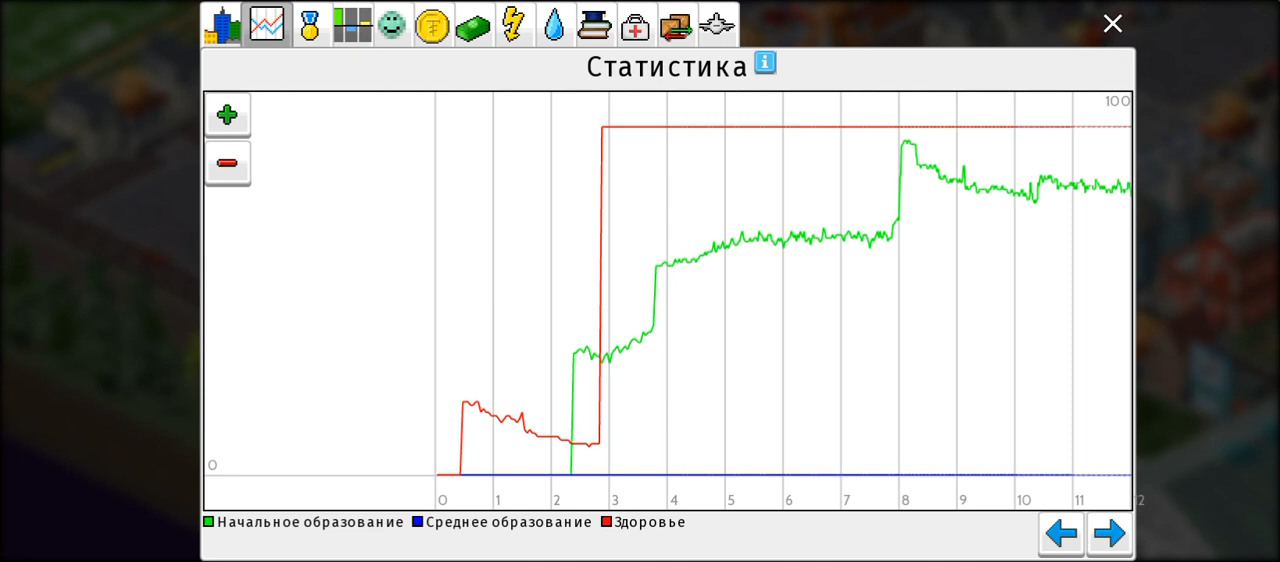 Статистика
100
0
0 1 2 3 4 5 6 7 8 9 10 11 2
Начальное образование Среднее образование Здоровье